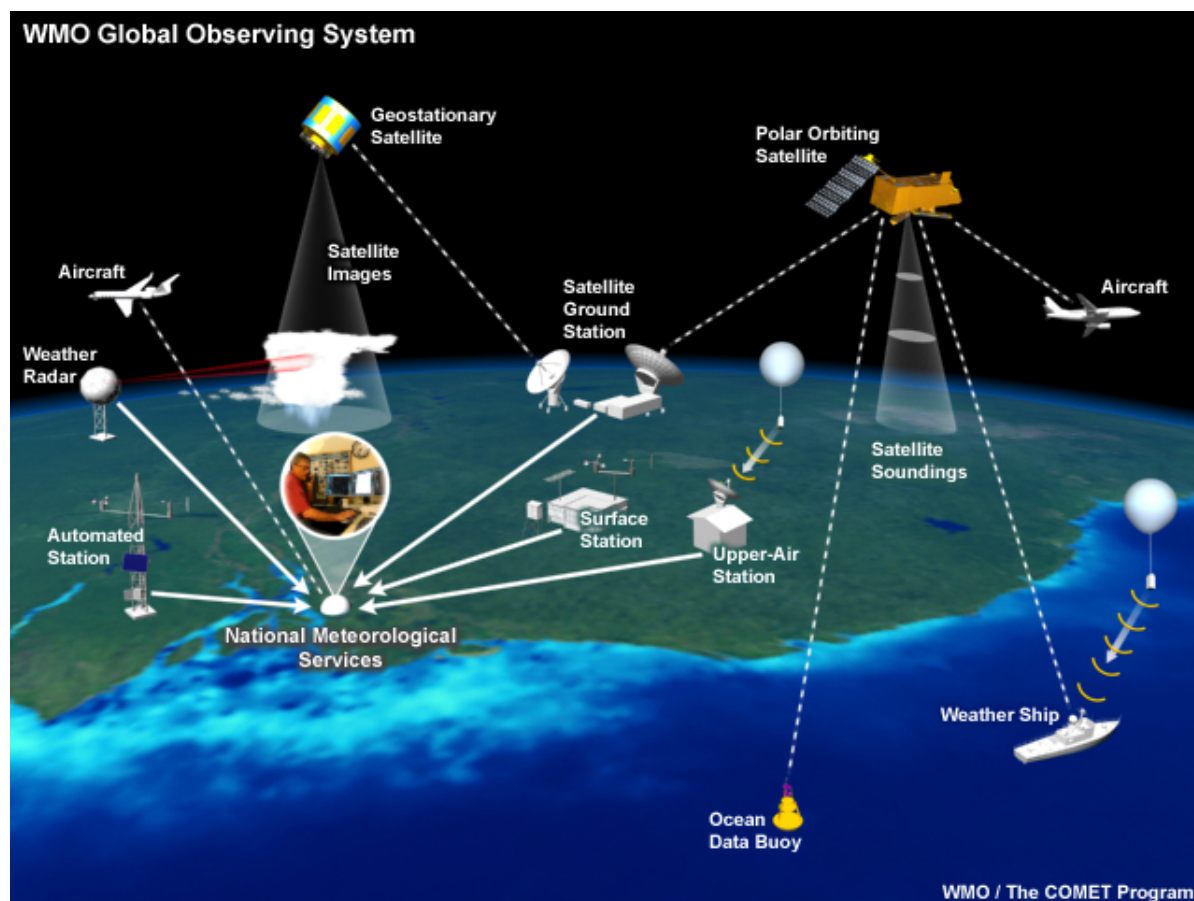 WMO Global Observing System
Geostationary
Satellite
Polar Orbiting
Satellite
Satellite
Images
Aircraft
Satellite
Ground
Station
Aircraft
Weather
Radar
Satellite
Soundings
Automated
Station
Surface
Station
Upper-Air
Station
National Meteorological
Services
Weather Ship
Ocean
Data Buoy
WMO / The COMET Program